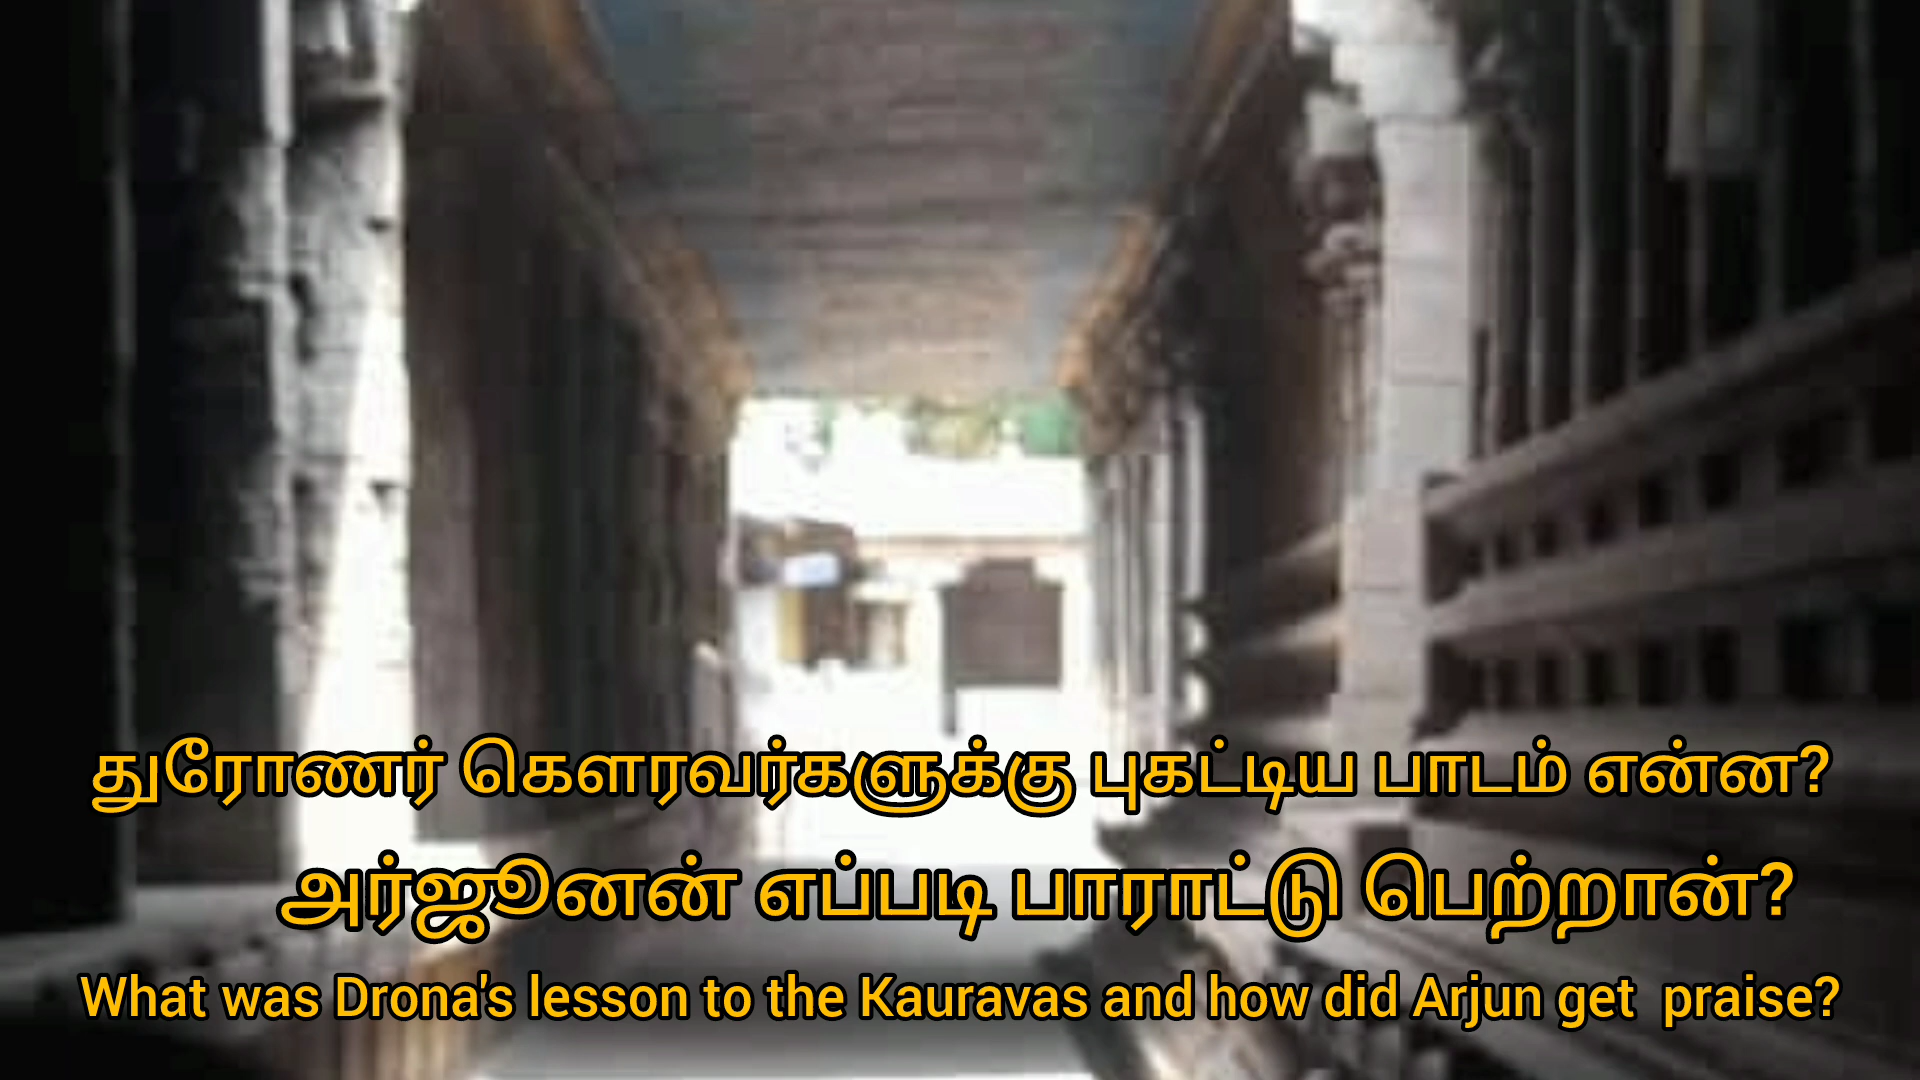 துரோணர் கௌரவர்களுக்கு புகட்டிய பாடம் என்ன?
அர்ஜூனன் எப்படி பாராட்டு பெற்றான்?
What was Drona's lesson to the Kauravas and how did Arjun get praise?